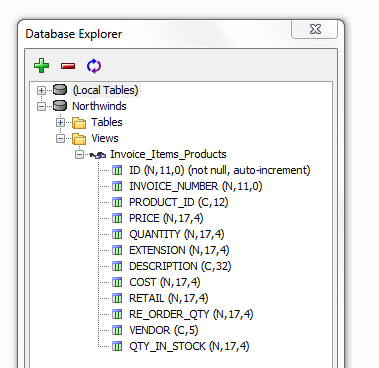 Database Explorer
(Local Tables)
Northwinds
Tables
Views
Invoice_Items_Products
ID (N,11,0) (not null, auto-increment)
INVOICE_NUMBER (N,11,0)
PRODUCT_ID (C,12)
PRICE (N,17,4)
QUANTITY (N,17,4)
EXTENSION (N,17,4)
DESCRIPTION (C,32)
COST (N,17,4)
RETAIL (N,17,4)
RE_ORDER_QTY (N,17,4)
VENDOR (C,5)
QTY_IN_STOCK (N,17,4)